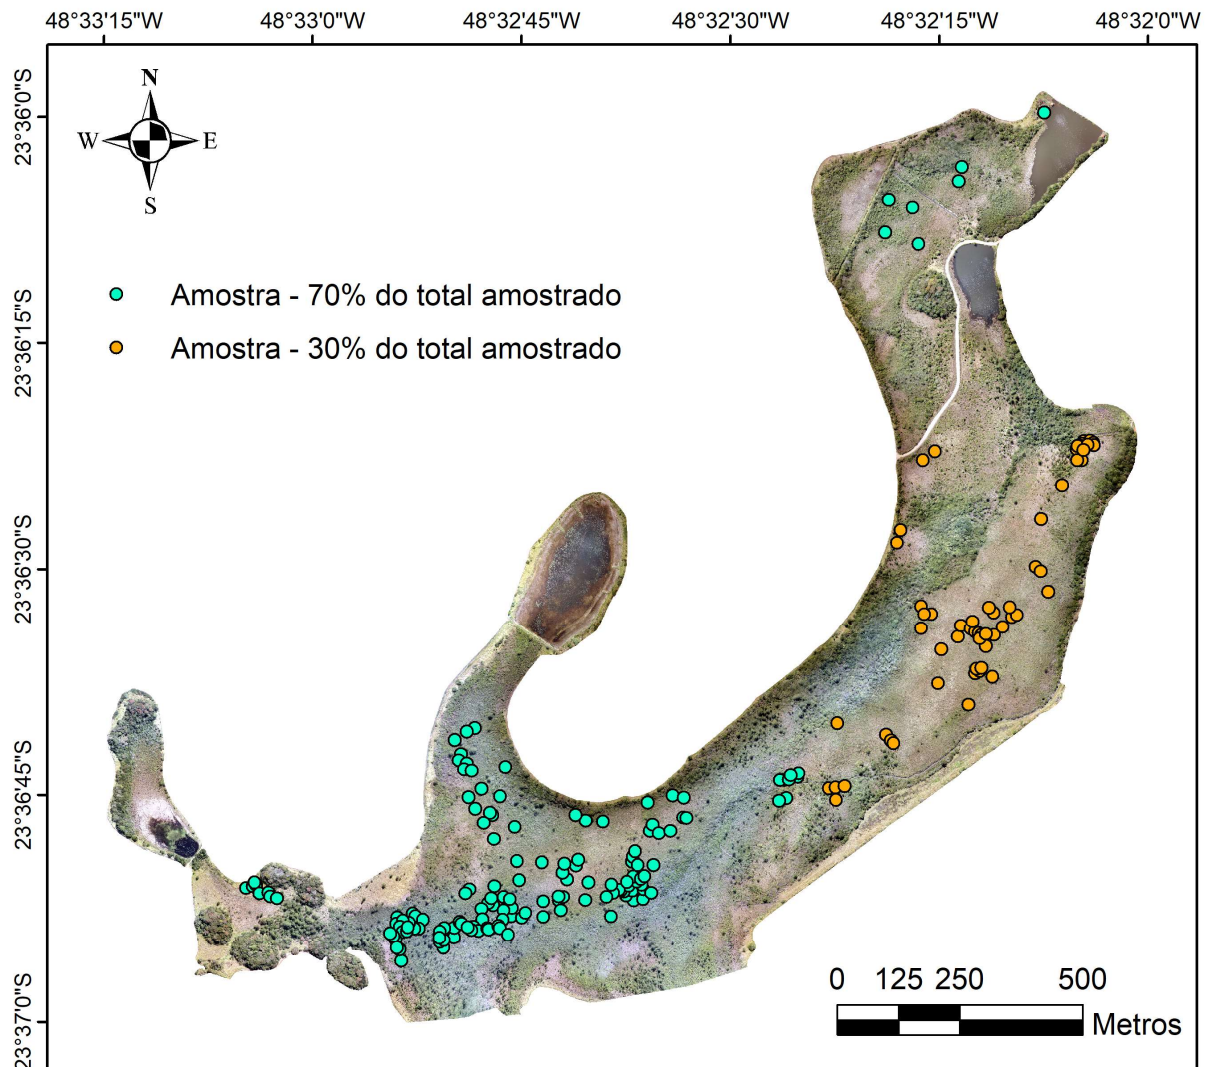 48°33'15"W 48°33'0"W 48°32'45"W 48°32'30"W 48°32'15"W 48°32'0"W
23°36'0"S
N
W E
S
Amostra - 70% do total amostrado
23°36'15"S
Amostra - 30% do total amostrado
23°36'30"S
23°36'45"S
0 125 250 500
Metros
23°37'0"S